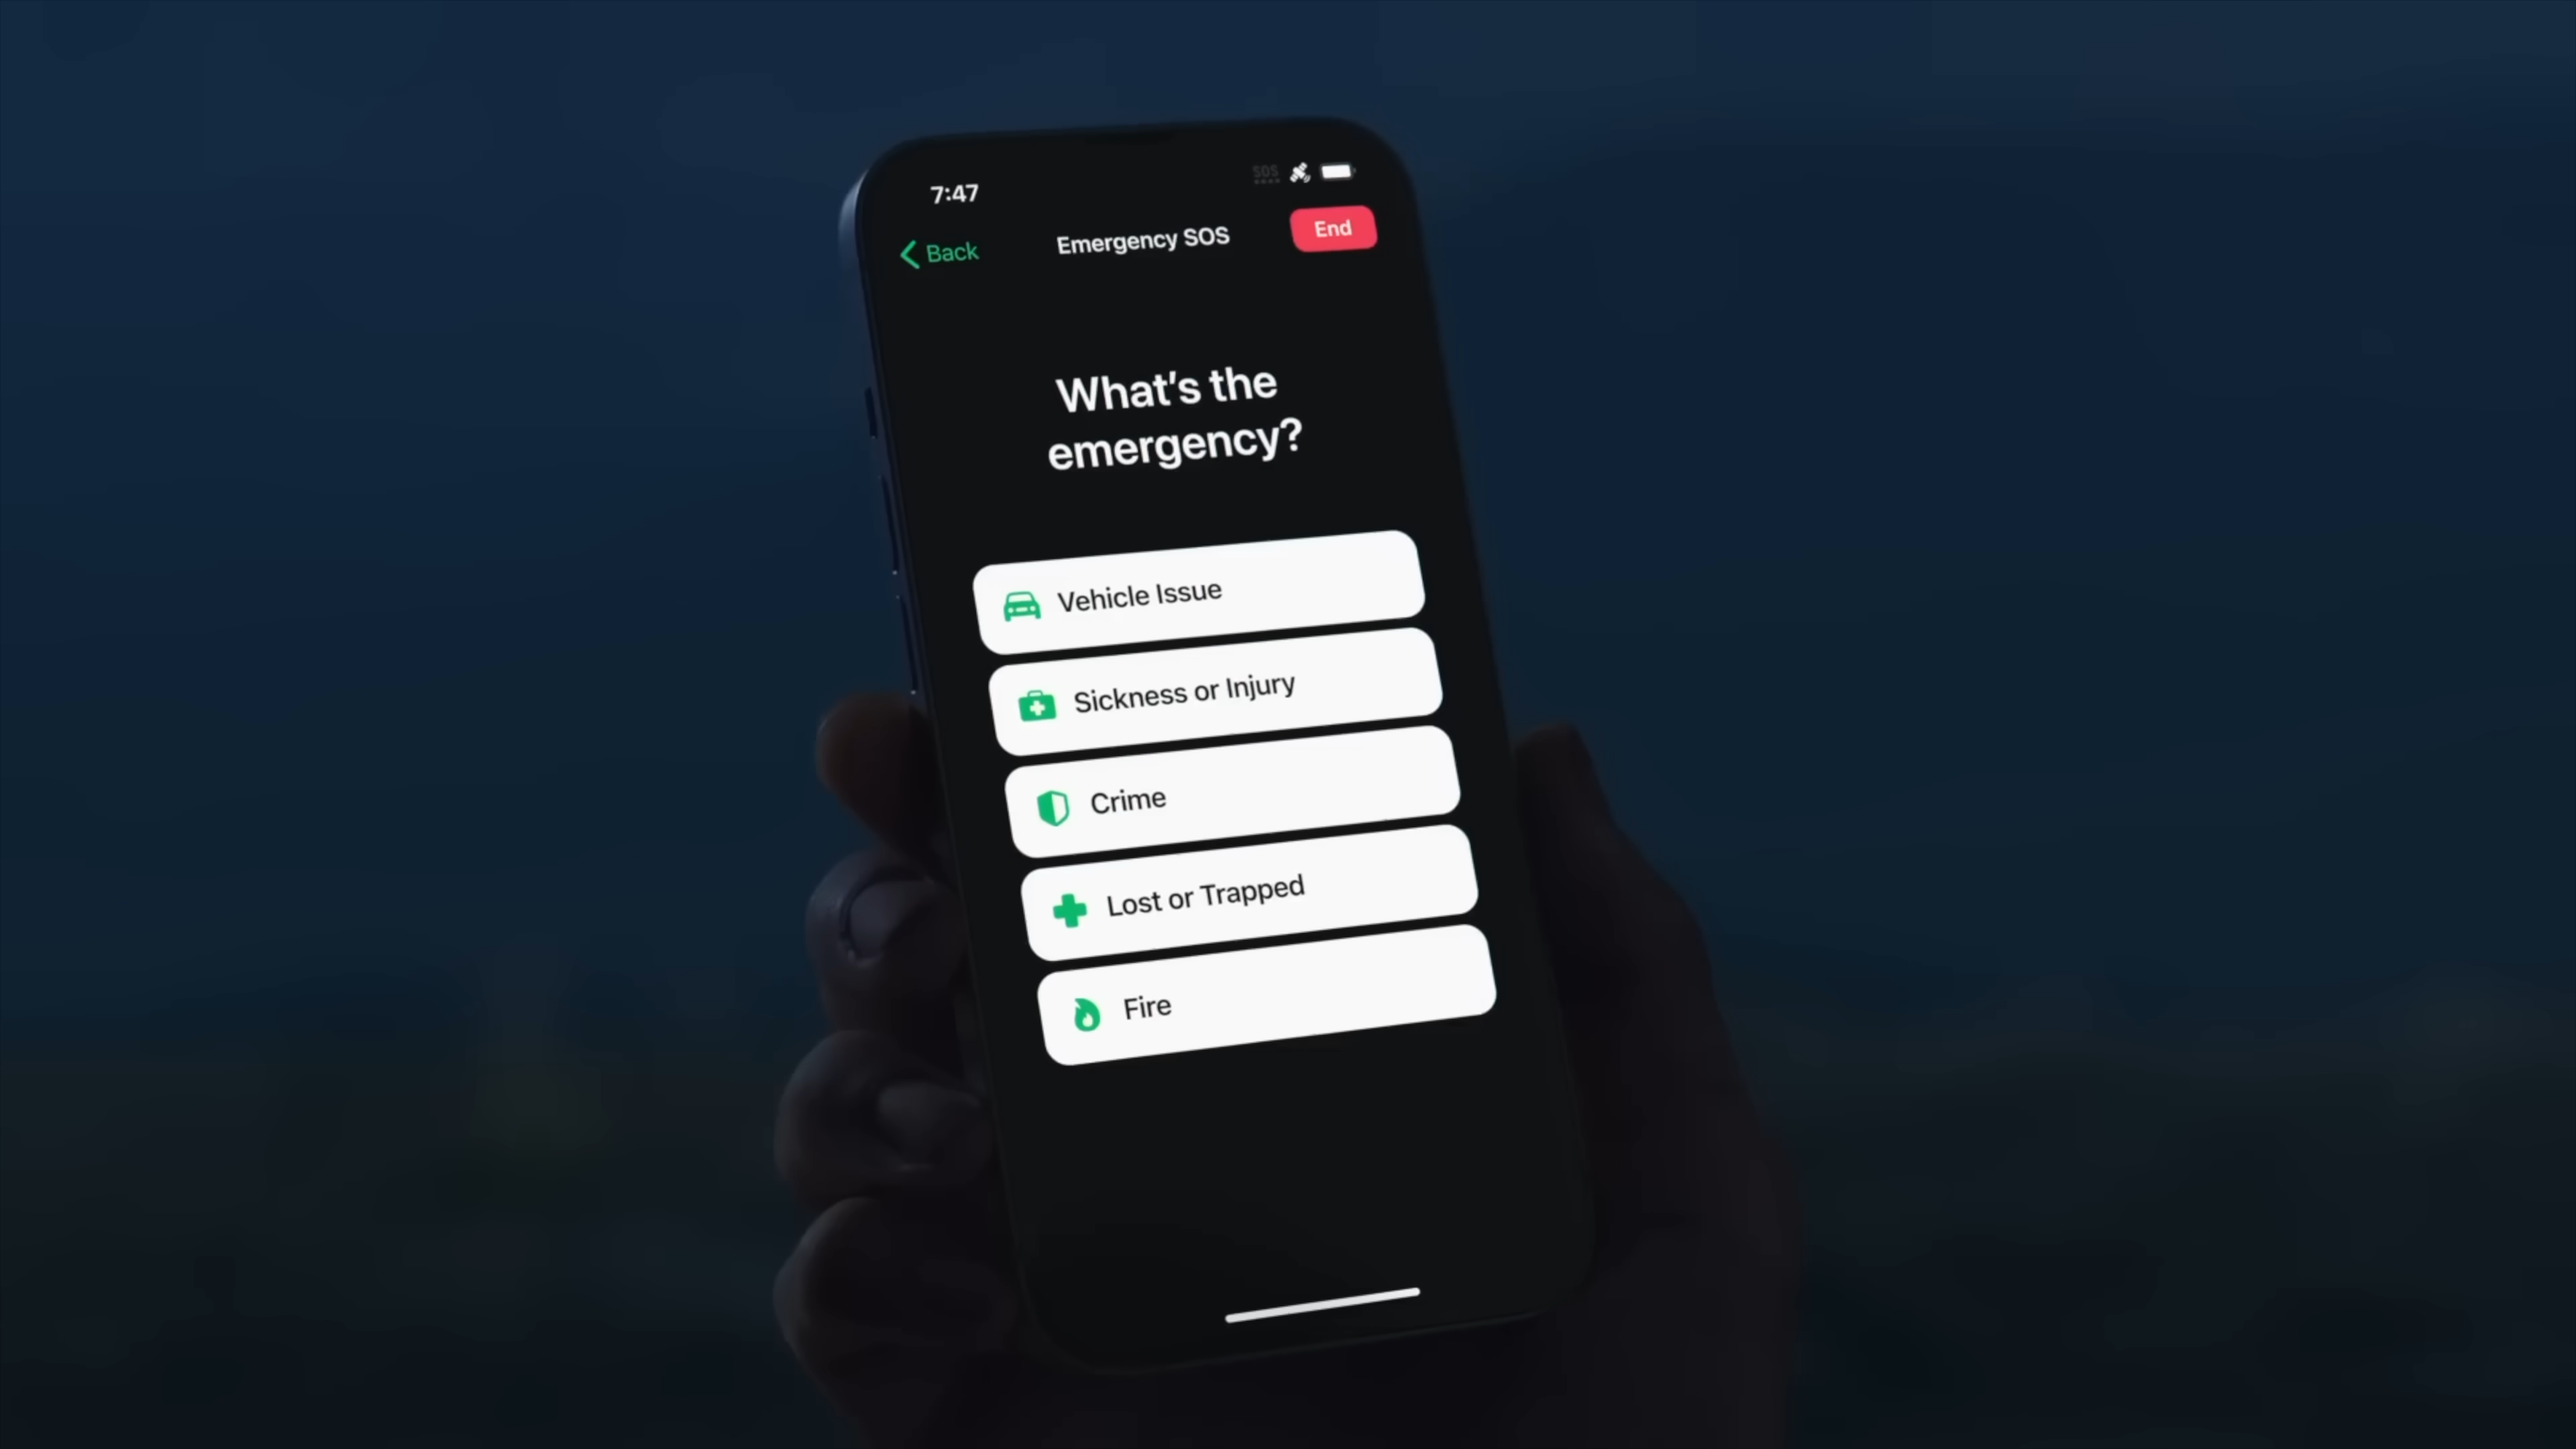 7:47
SOS
Back
Emergency SOS
End
What's the
emergency?
Vehicle Issue
Sickness or Injury
Crime
Lost or Trapped
Fire